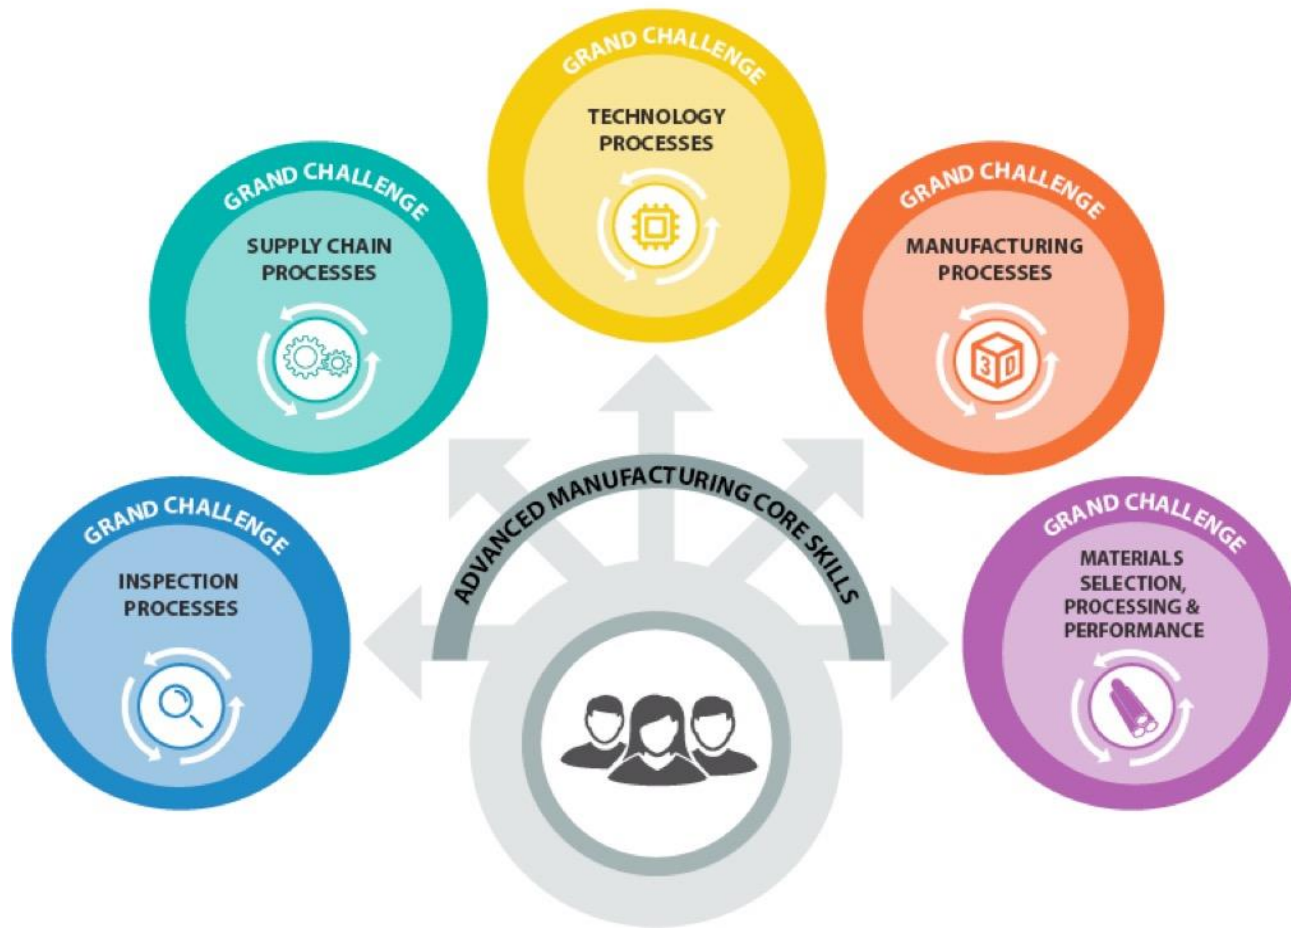 GRAND CHALLENGE
TECHNOLOGY
PROCESSES
GRAND CHALLENGE
SUPPLY CHAIN
PROCESSES
GRAND CHALLENGE
MANUFACTURING
PROCESSES
3D
GRAND CHALLENGE
INSPECTION
PROCESSES
ADVANCED MANUFACTURING CORE SKILLS
GRAND CHALLENGE
MATERIALS
SELECTION,
PROCESSING &
PERFORMANCE